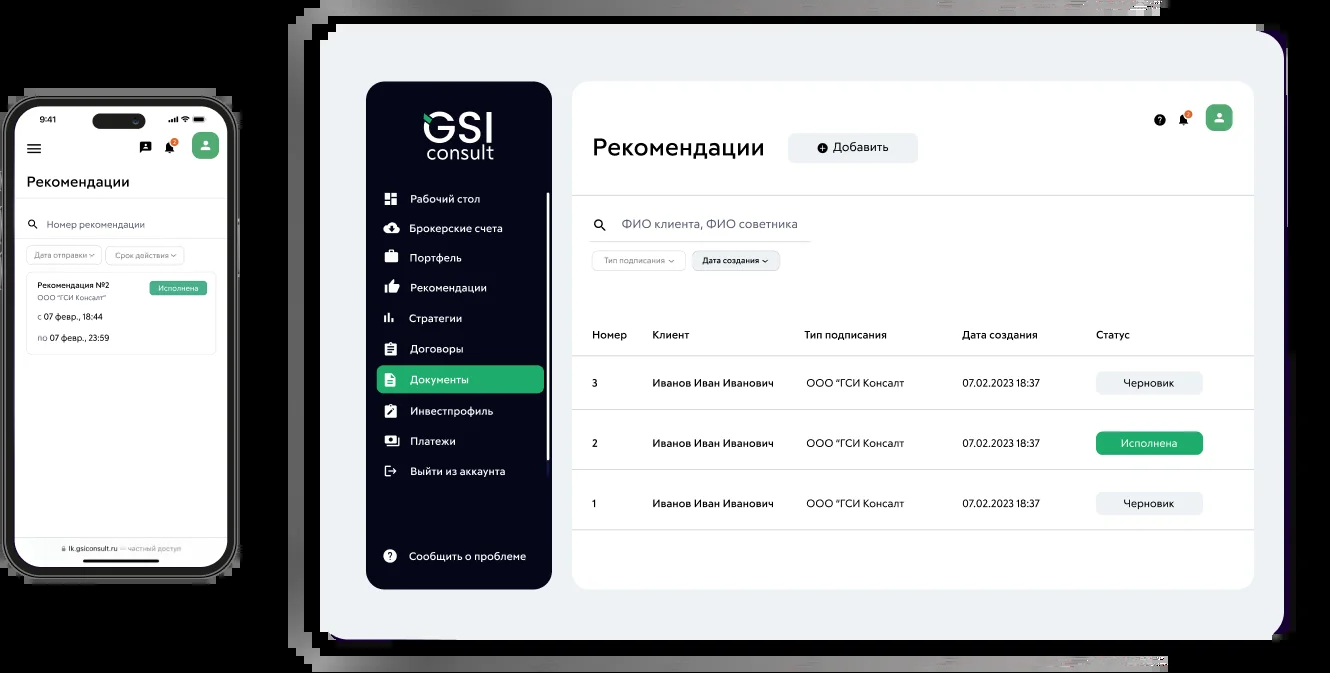 9:41
2
Рекомендации
Номер рекомендации
Дата отправки
Срок действия
Рекомендация №2
Исполнена
ООО "ГСИ Консалт"
с 07 февр., 18:44
по 07 февр., 23:59
lk.gsiconsult.ru — частный доступ
GSI
consult
Рабочий стол
Брокерские счета
Портфель
Рекомендации
Стратегии
Договоры
Документы
Инвестпрофиль
Платежи
Выйти из аккаунта
Сообщить о проблеме
2
Рекомендации
Добавить
ФИО клиента, ФИО советника
Тип подписания
Дата создания
Номер Клиент Тип подписания Дата создания Статус
3 Иванов Иван Иванович ООО "ГСИ Консалт 07.02.2023 18:37 Черновик
2 Иванов Иван Иванович ООО "ГСИ Консалт 07.02.2023 18:37 Исполнена
1 Иванов Иван Иванович ООО "ГСИ Консалт 07.02.2023 18:37 Черновик